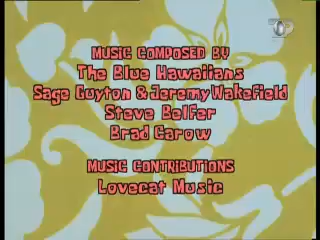 MUSIC COMPOSED BY
The Blue Hawaiians
Sage Guyton & Jeremy Wakefield
Steve Belfer
Brad Carow
MUSIC CONTRIBUTIONS
Lovecat Music